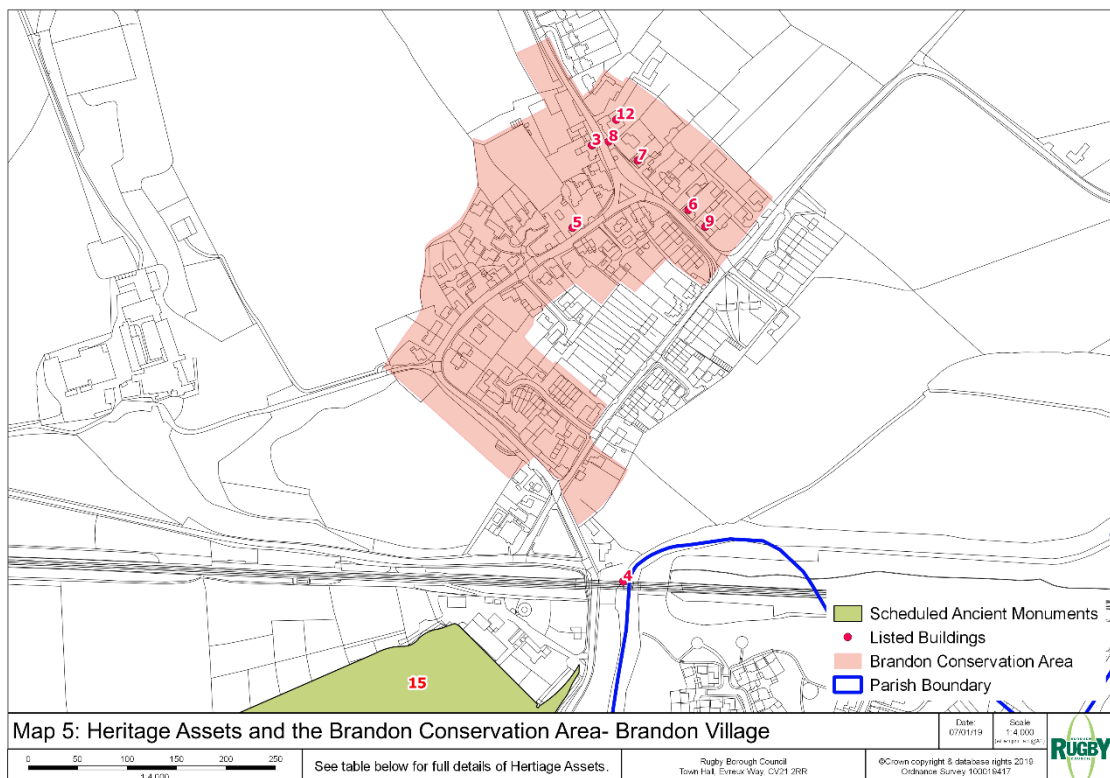 12
3
8
7
6
9
5
4
15
Scheduled Ancient Monuments
Listed Buildings
Brandon Conservation Area
Parish Boundary
Map 5: Heritage Assets and the Brandon Conservation Area- Brandon Village
Date:
07/01/19
Scale
1:4,000
0 50 100 150 200 250
1:4,000
See table below for full details of Hertiage Assets.
Rugby Borough Council
Town Hall, Evreux Way, CV21 2RR
©Crown copyright & database rights 2019
Ordnance Survey 100019417
RUGBY